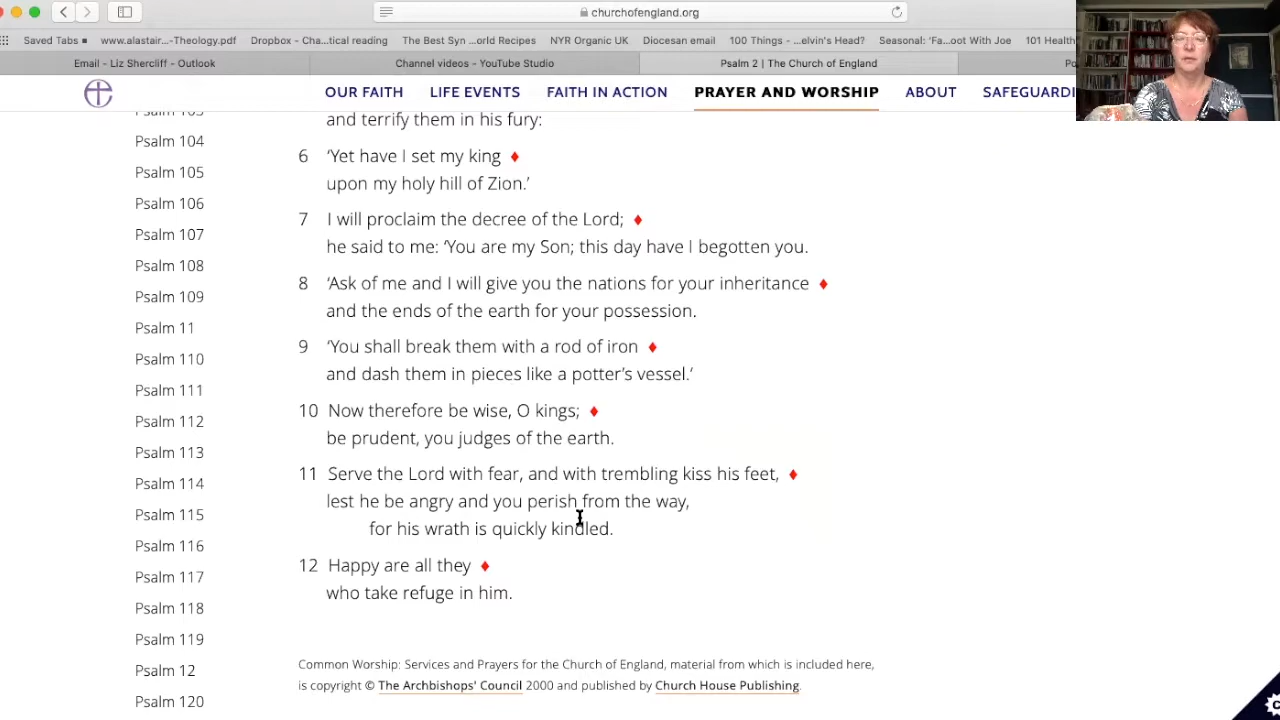 churchofengland.org
Saved Tabs
www.alastair...-Theology.pdf
Dropbox - Cha...tical reading
The Top Syn ...old Recipes
NYR Organic UK
Diocesan email
100 Things - ...elvin's Head?
Seasonal: ‘Fa...oot With Joe
101 Health
Email - Liz Shercliff - Outlook
Channel videos - YouTube Studio
Psalm 2 | The Church of England
OUR FAITH
LIFE EVENTS
FAITH IN ACTION
PRAYER AND WORSHIP
ABOUT
SAFEGUARDI
Psalm 103
Psalm 104
Psalm 105
Psalm 106
Psalm 107
Psalm 108
Psalm 109
Psalm 11
Psalm 110
Psalm 111
Psalm 112
Psalm 113
Psalm 114
Psalm 115
Psalm 116
Psalm 117
Psalm 118
Psalm 119
Psalm 12
Psalm 120
and terrify them in his fury:
6 ‘Yet have I set my king ♦
upon my holy hill of Zion.’
7 I will proclaim the decree of the Lord; ♦
he said to me: ‘You are my Son; this day have I begotten you.
8 ‘Ask of me and I will give you the nations for your inheritance ♦
and the ends of the earth for your possession.
9 ‘You shall break them with a rod of iron ♦
and dash them in pieces like a potter’s vessel.’
10 Now therefore be wise, O kings; ♦
be prudent, you judges of the earth.
11 Serve the Lord with fear, and with trembling kiss his feet, ♦
lest he be angry and you perish from the way,
for his wrath is quickly kindled.
12 Happy are all they ♦
who take refuge in him.
Common Worship: Services and Prayers for the Church of England, material from which is included here,
is copyright © The Archbishops' Council 2000 and published by Church House Publishing.